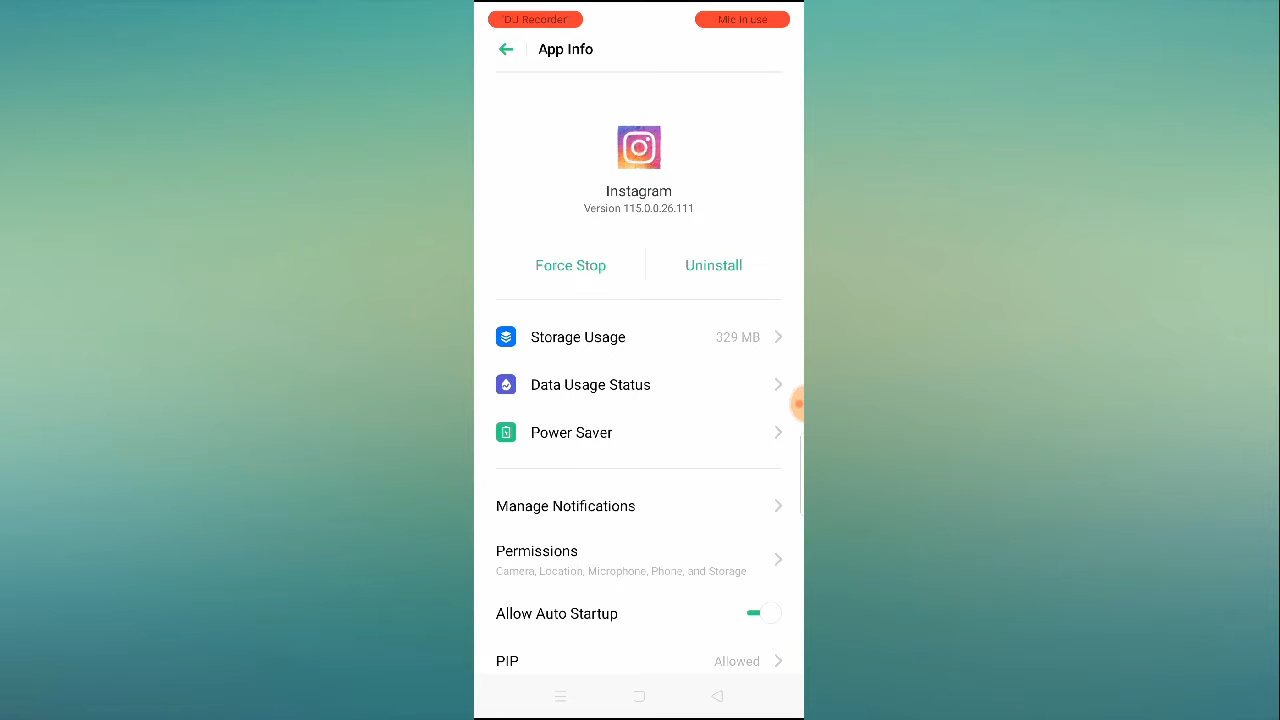 "DU Recorder"
Mic in use
App Info
Instagram
Version 115.0.0.26.111
Force Stop
Uninstall
Storage Usage
329 MB
Data Usage Status
Power Saver
Manage Notifications
Permissions
Camera, Location, Microphone, Phone, and Storage
Allow Auto Startup
PIP
Allowed